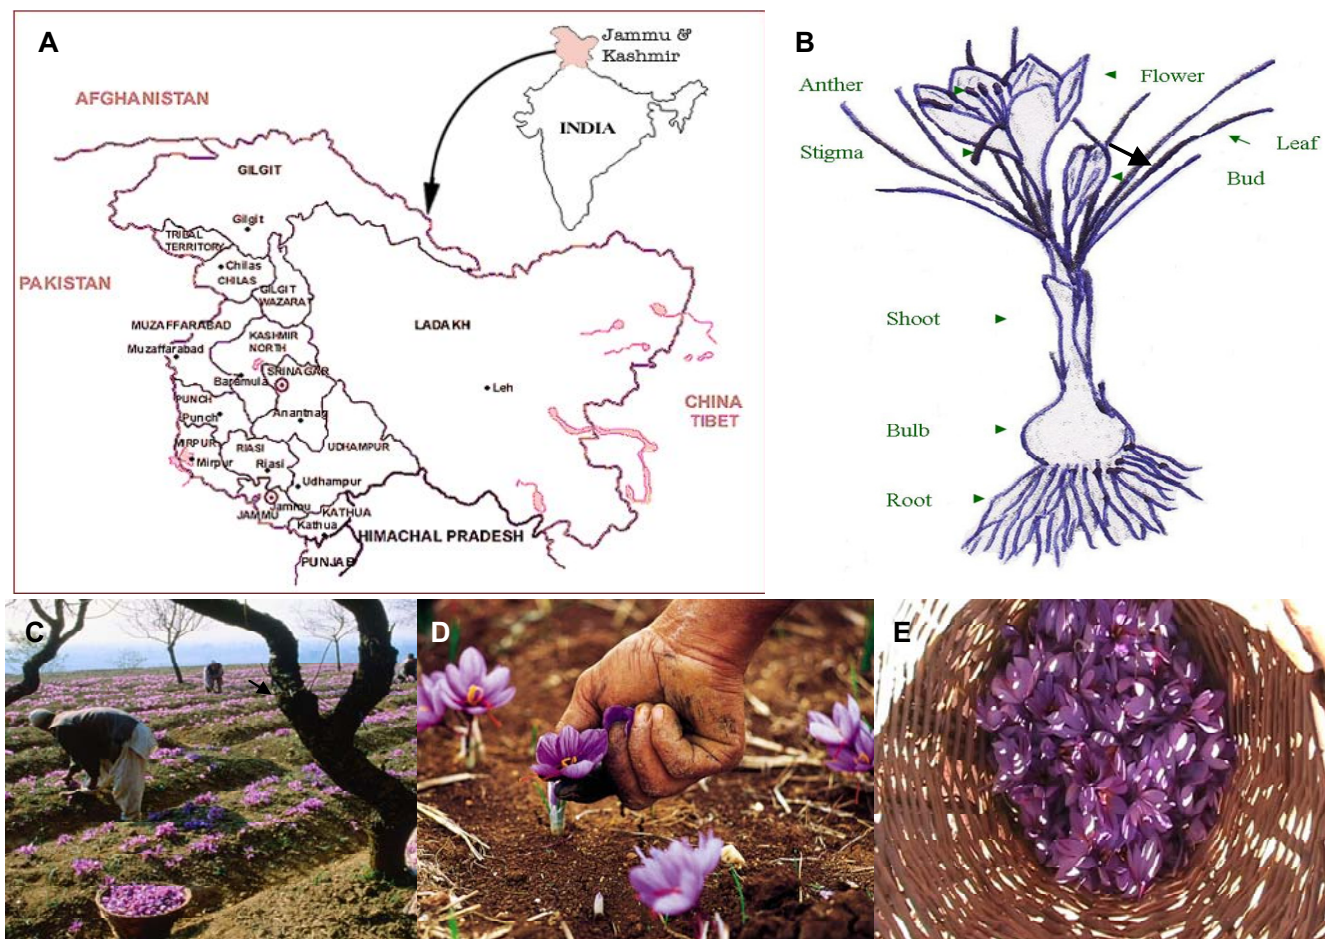 A
Jammu &
Kashmir
INDIA
AFGHANISTAN
GILGIT
Gilgit
TRIBAL
TERRITORY
Chilas
CHILAS
PAKISTAN
GILGIT
WAZARAT
MUZAFFARABAD
Muzaffarabad
KASHMIR
NORTH
LADAKH
SRINAGAR
Baramula
Leh
PUNCH
Punch
Anantnag
CHINA
TIBET
MIRPUR
Mirpur
RIASI
Riasi
UDHAMPUR
Udhampur
Jammu
JAMMU
KATHUA
Kathua
HIMACHAL PRADESH
PUNJAB
B
Anther
Flower
Stigma
Leaf
Bud
Shoot
Bulb
Root
C
D
E